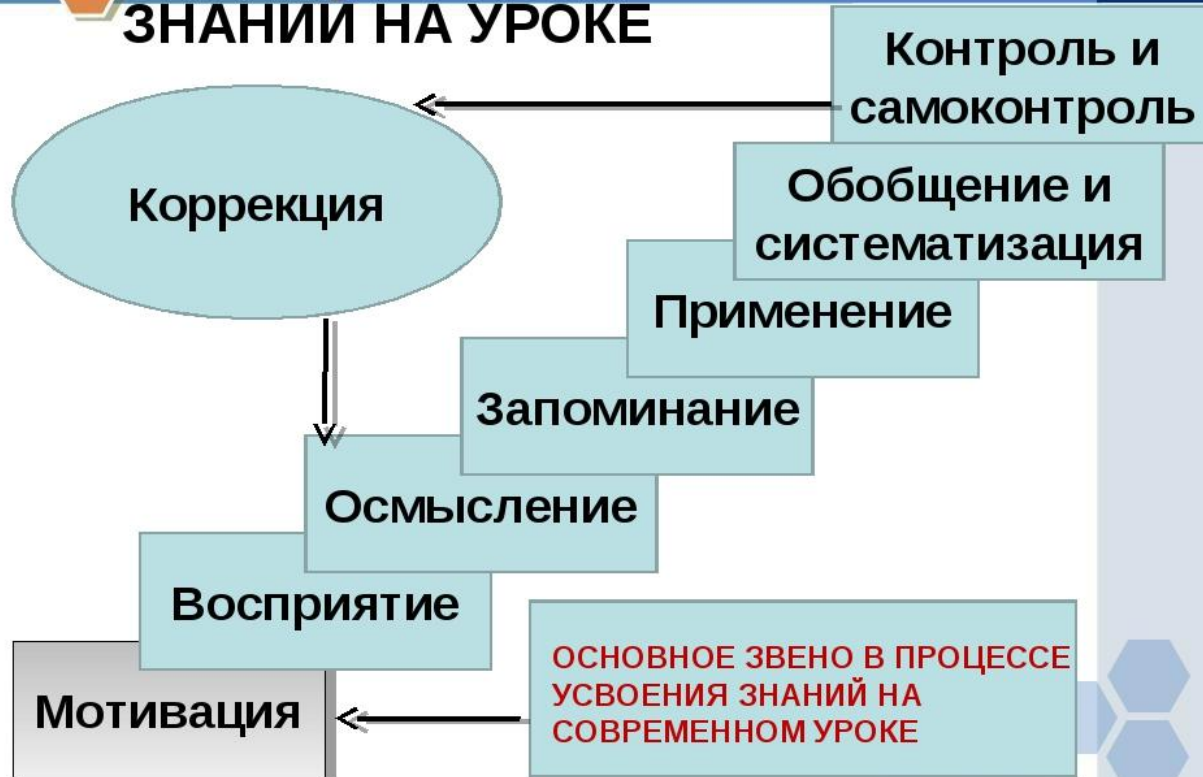 ЗНАНИЙ НА УРОКЕ
Контроль и
самоконтроль
Коррекция
Обобщение и
систематизация
Применение
Запоминание
Осмысление
Восприятие
ОСНОВНОЕ ЗВЕНО В ПРОЦЕССЕ
УСВОЕНИЯ ЗНАНИЙ НА
СОВРЕМЕННОМ УРОКЕ
Мотивация